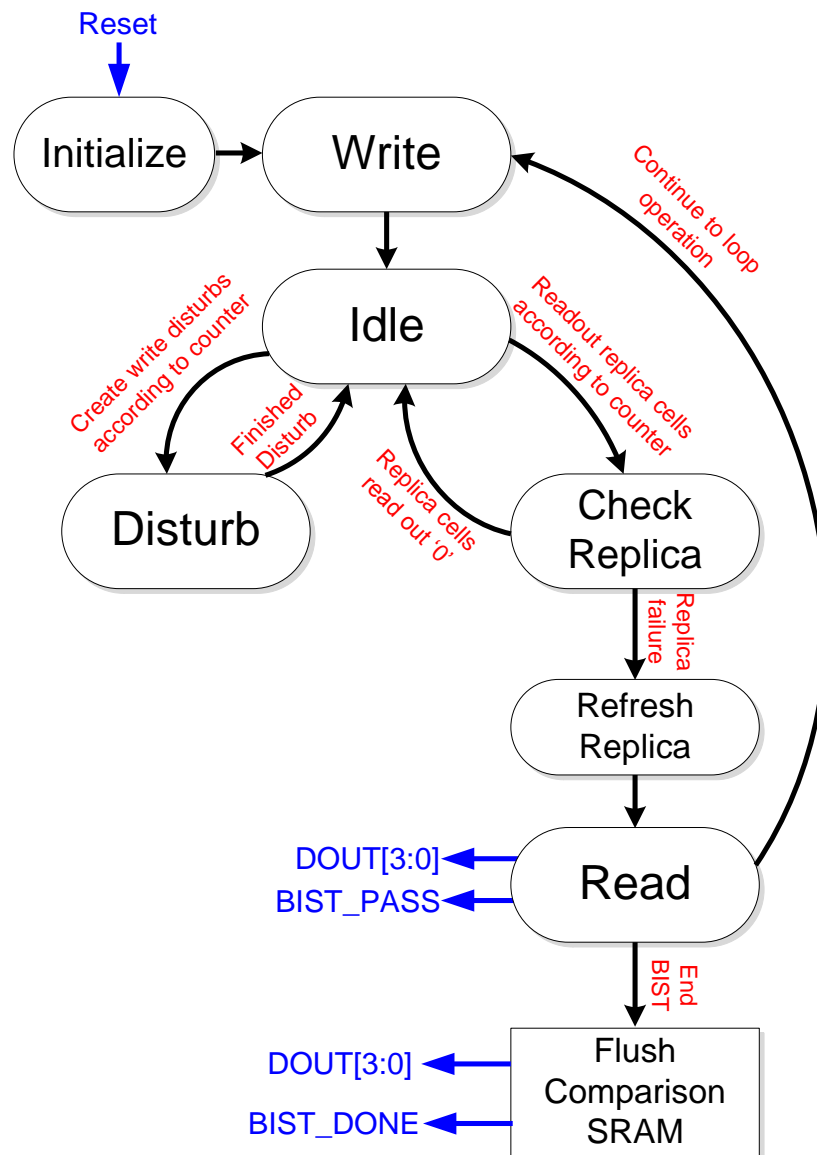 Reset
Initialize
Write
Continue to loop
operation
Idle
Create write disturbs
according to counter
Readout replica cells
according to counter
Finished
Disturb
Replica cells
read out ‘0’
Disturb
Check
Replica
Replica
failure
Refresh
Replica
DOUT[3:0]
BIST_PASS
Read
End
BIST
DOUT[3:0]
BIST_DONE
Flush
Comparison
SRAM